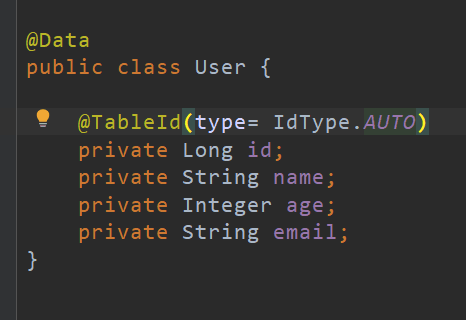 @Data
public class User {
@TableId(type= IdType.AUTO)
private Long id;
private String name;
private Integer age;
private String email;
}